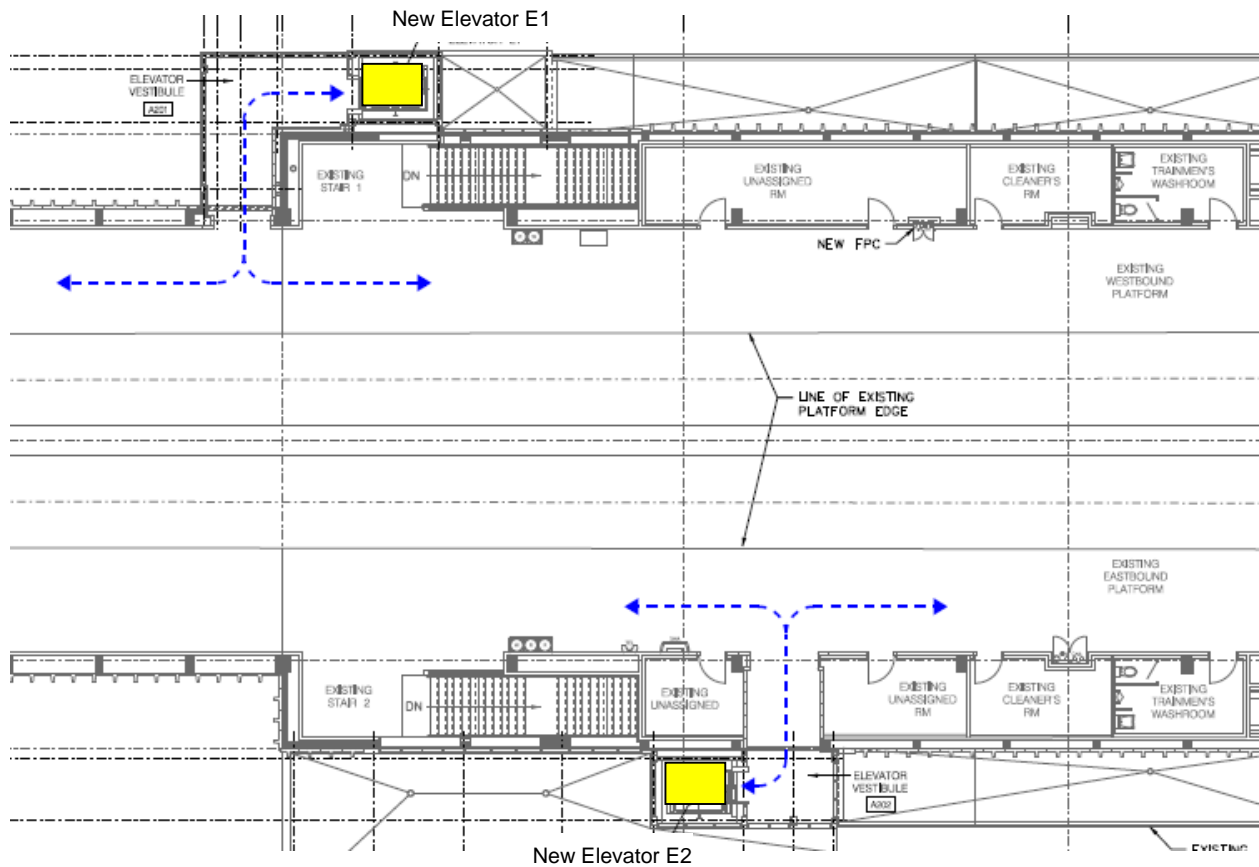 New Elevator E1
ELEVATOR
VESTIBULE
A201
EXISTING
STAIR 1
DN
EXISTING
UNASSIGNED
RM
EXISTING
CLEANER'S
RM
EXISTING
TRAINMEN'S
WASHROOM
NEW FPC
EXISTING
WESTBOUND
PLATFORM
LINE OF EXISTING
PLATFORM EDGE
EXISTING
EASTBOUND
PLATFORM
EXISTING
STAIR 2
DN
EXISTING
UNASSIGNED
EXISTING
UNASSIGNED
RM
EXISTING
CLEANER'S
RM
EXISTING
TRAINMEN'S
WASHROOM
ELEVATOR
VESTIBULE
A202
EXISTING
New Elevator E2